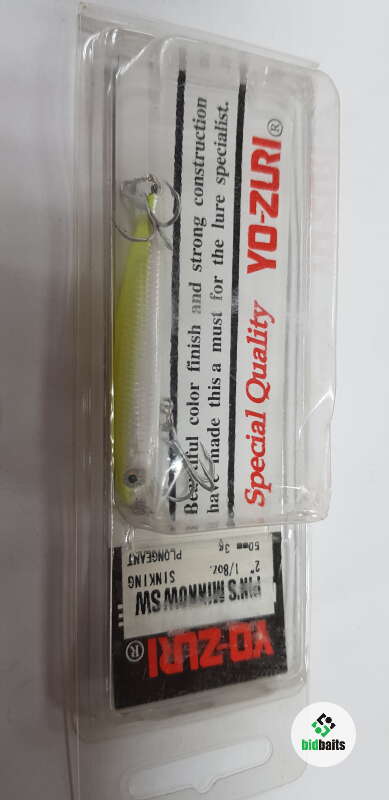 YO-ZURI®
Special Quality
Beautiful color finish and strong construction
have made this a must for the lure specialist.
YO-ZURI®
PIN'S MINNOW SW
2" 1/8oz. SINKING
50mm 3g PLONGEANT
bidbaits